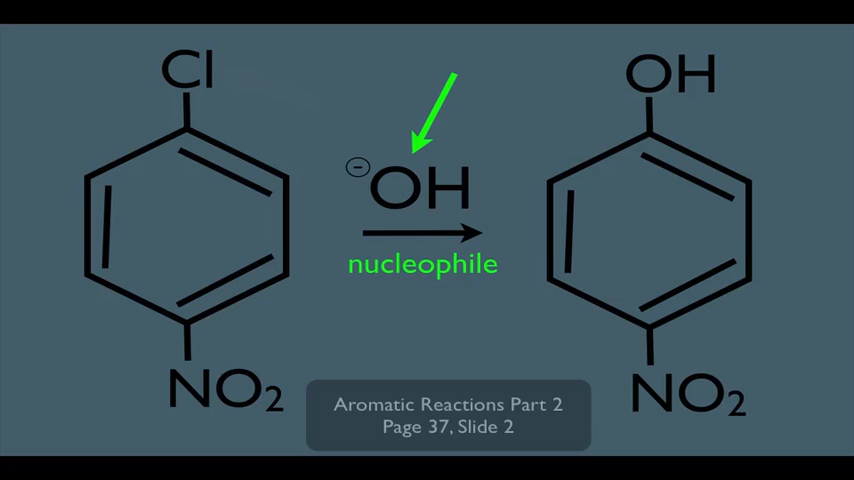 Cl
OH
⊖OH
nucleophile
NO₂
NO₂
Aromatic Reactions Part 2
Page 37, Slide 2